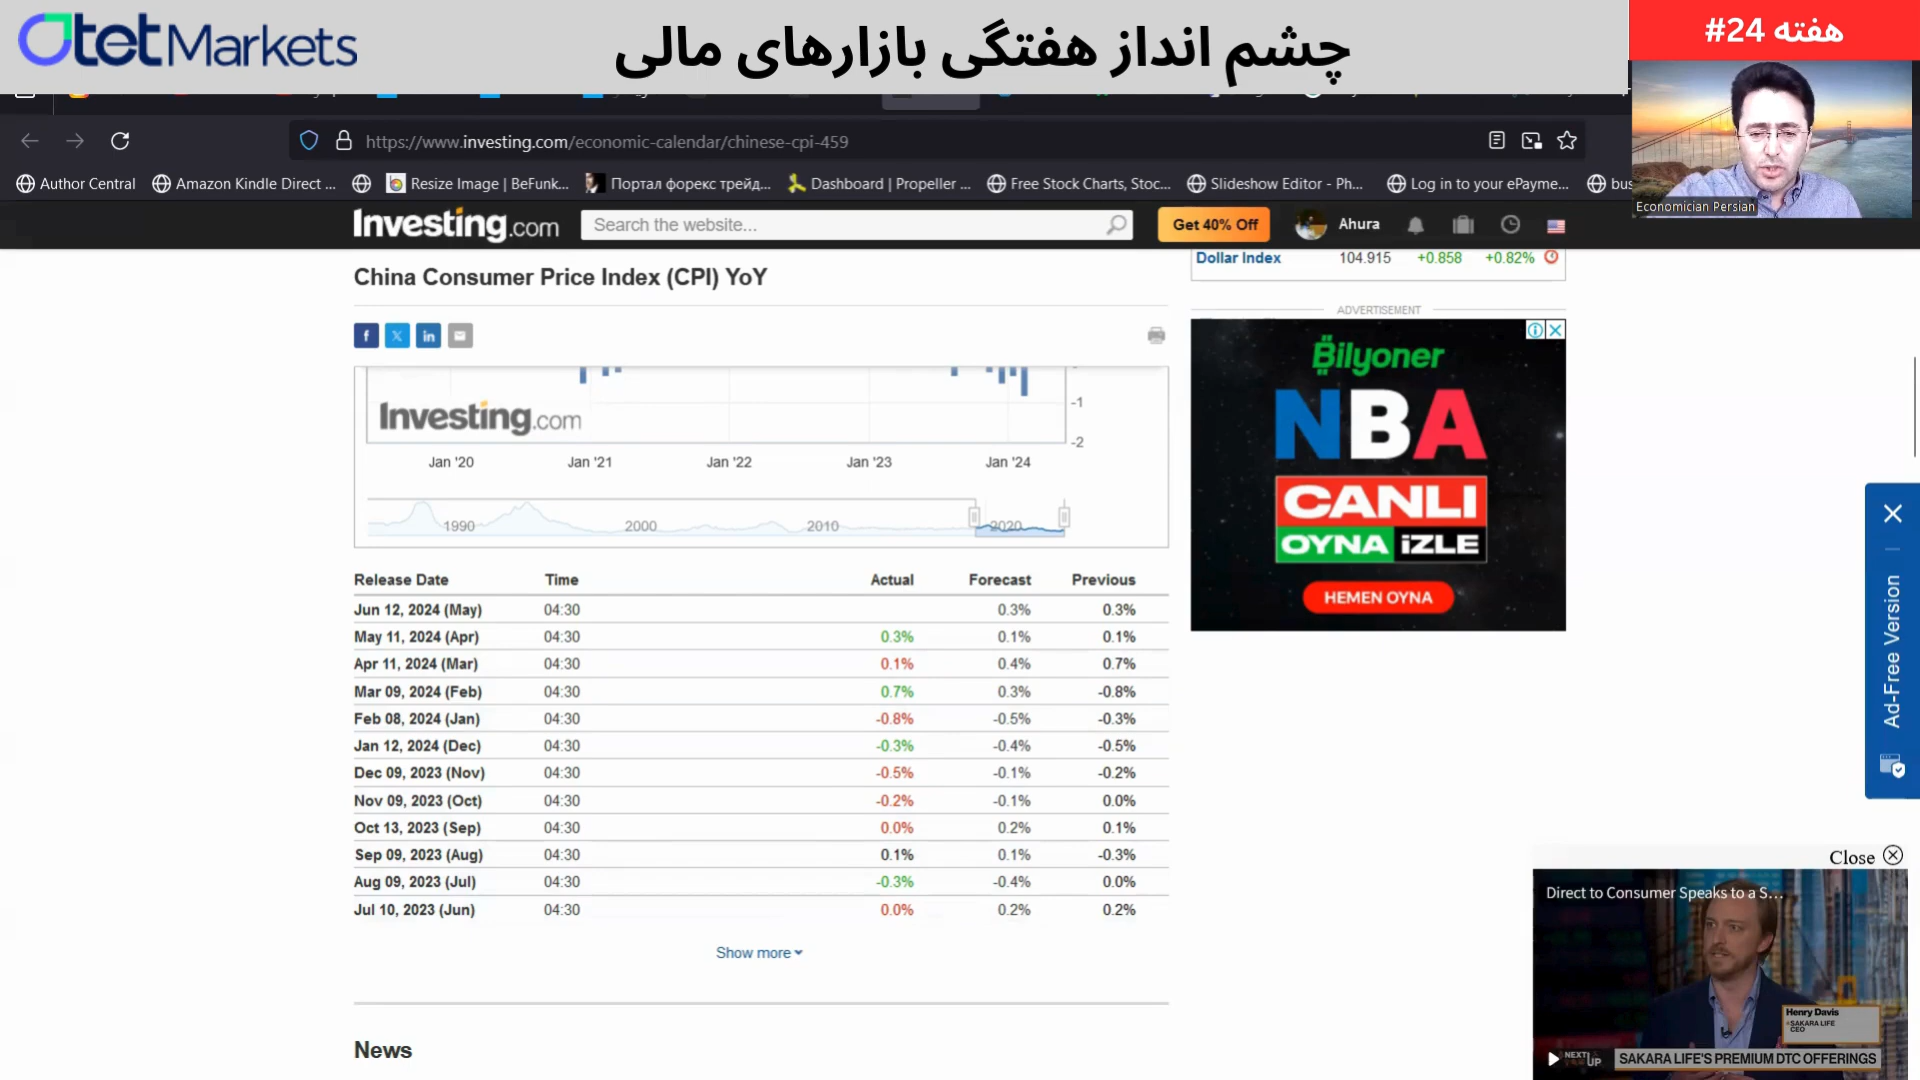 Otet Markets
چشم انداز هفتگی بازارهای مالی
هفته 24#
https://www.investing.com/economic-calendar/chinese-cpi-459
Author Central
Amazon Kindle Direct ...
Resize Image | BeFunk...
Портал форекс трейд...
Dashboard | Propeller ...
Free Stock Charts, Stoc...
Slideshow Editor - Ph...
Log in to your ePayme...
bus
Economician Persian
Investing.com
Search the website...
Get 40% Off
Ahura
China Consumer Price Index (CPI) YoY
Dollar Index 104.915 +0.858 +0.82%
ADVERTISEMENT
Bilyoner
NBA
CANLI
OYNA İZLE
HEMEN OYNA
Investing.com
-1
-2
Jan '20 Jan '21 Jan '22 Jan '23 Jan '24
1990 2000 2010 2020
Release Date Time Actual Forecast Previous
Jun 12, 2024 (May) 04:30 0.3% 0.3%
May 11, 2024 (Apr) 04:30 0.3% 0.1% 0.1%
Apr 11, 2024 (Mar) 04:30 0.1% 0.4% 0.7%
Mar 09, 2024 (Feb) 04:30 0.7% 0.3% -0.8%
Feb 08, 2024 (Jan) 04:30 -0.8% -0.5% -0.3%
Jan 12, 2024 (Dec) 04:30 -0.3% -0.4% -0.5%
Dec 09, 2023 (Nov) 04:30 -0.5% -0.1% -0.2%
Nov 09, 2023 (Oct) 04:30 -0.2% -0.1% 0.0%
Oct 13, 2023 (Sep) 04:30 0.0% 0.2% 0.1%
Sep 09, 2023 (Aug) 04:30 0.1% 0.1% -0.3%
Aug 09, 2023 (Jul) 04:30 -0.3% -0.4% 0.0%
Jul 10, 2023 (Jun) 04:30 0.0% 0.2% 0.2%
Show more
News
Ad-Free Version
Close
Direct to Consumer Speaks to a S...
Henry Davis
SAKARA LIFE
CEO
NEXT UP
SAKARA LIFE'S PREMIUM DTC OFFERINGS